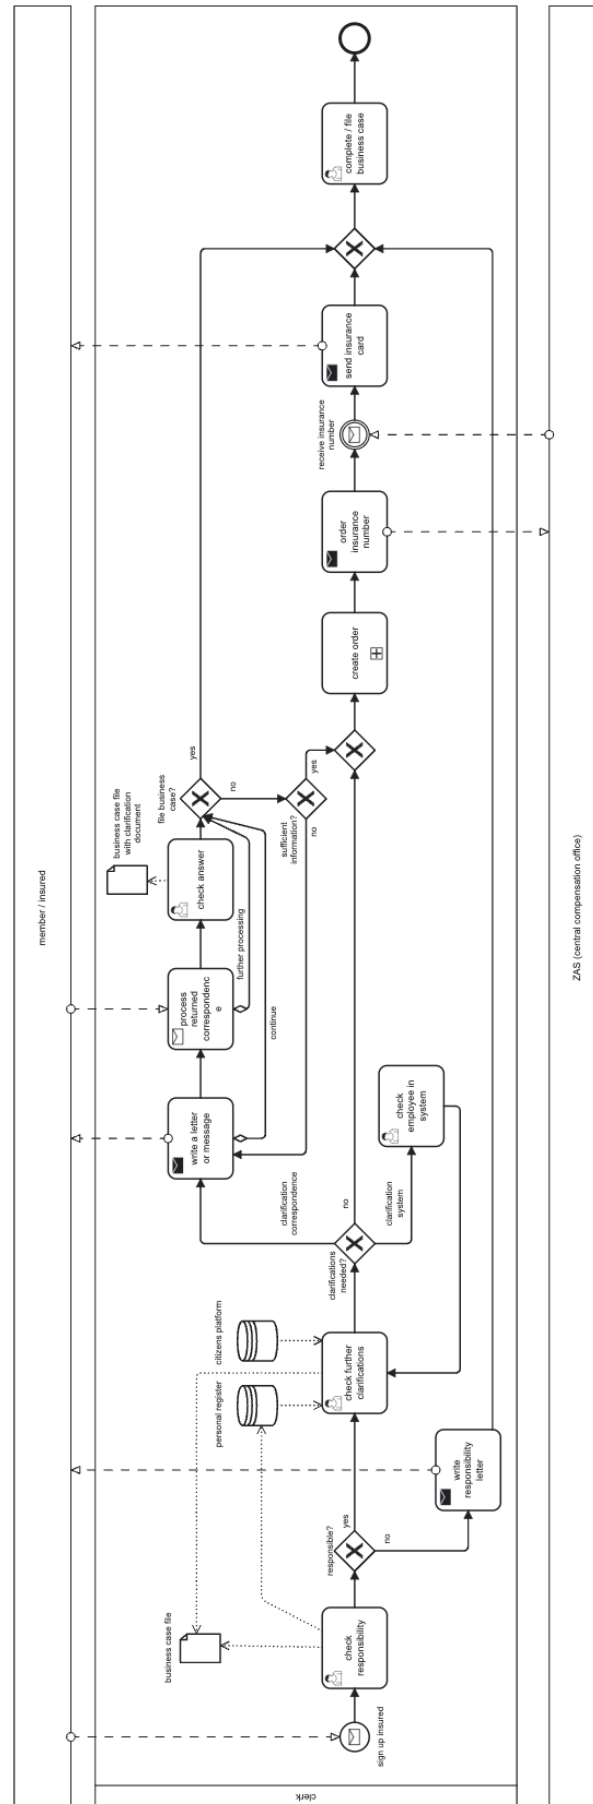 member / insured
clerk
sign up insured
check
responsibility
business case file
responsible?
yes
no
write
responsibility
letter
personal register
citizens platform
check further
clarifications
clarifications
needed?
clarification
correspondence
no
clarification
system
check
employee in
system
write a letter
or message
continue
process
returned
correspondenc
e
further processing
check answer
business case file
with clarification
document
file business
case?
yes
no
sufficient
information?
yes
no
create order
order
insurance
number
receive insurance
number
send insurance
card
complete / file
business case
ZAS (central compensation office)